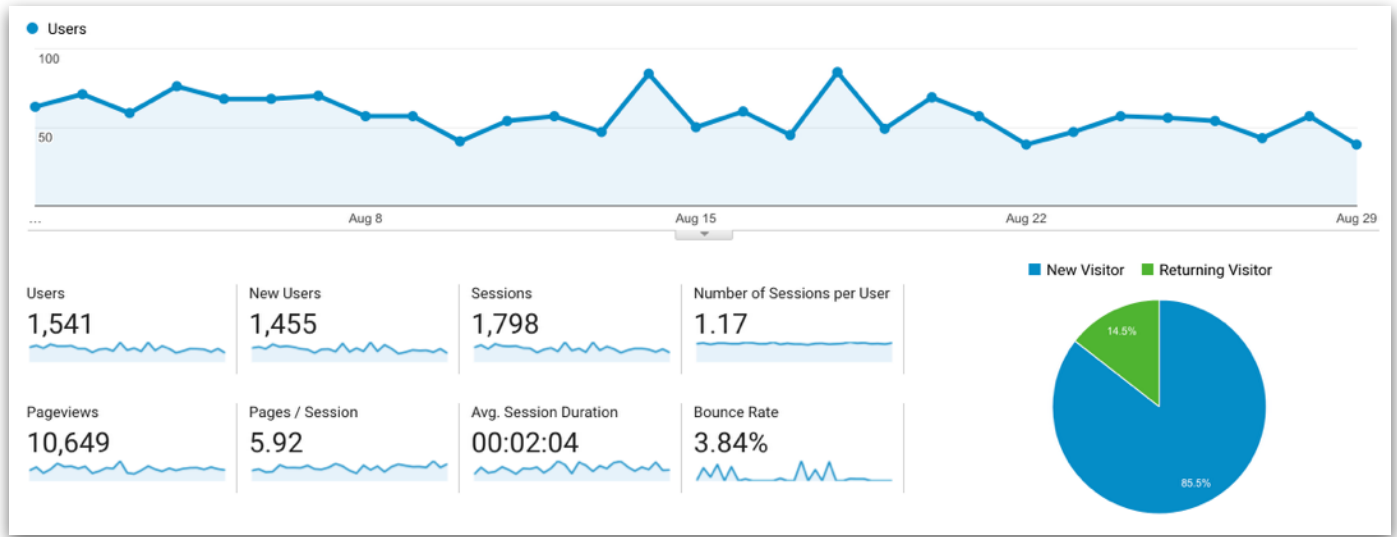 Users
100
50
... Aug 8 Aug 15 Aug 22 Aug 29
New Visitor Returning Visitor
Users New Users Sessions Number of Sessions per User
1,541 1,455 1,798 1.17
14.5%
Pageviews Pages / Session Avg. Session Duration Bounce Rate
10,649 5.92 00:02:04 3.84%
85.5%